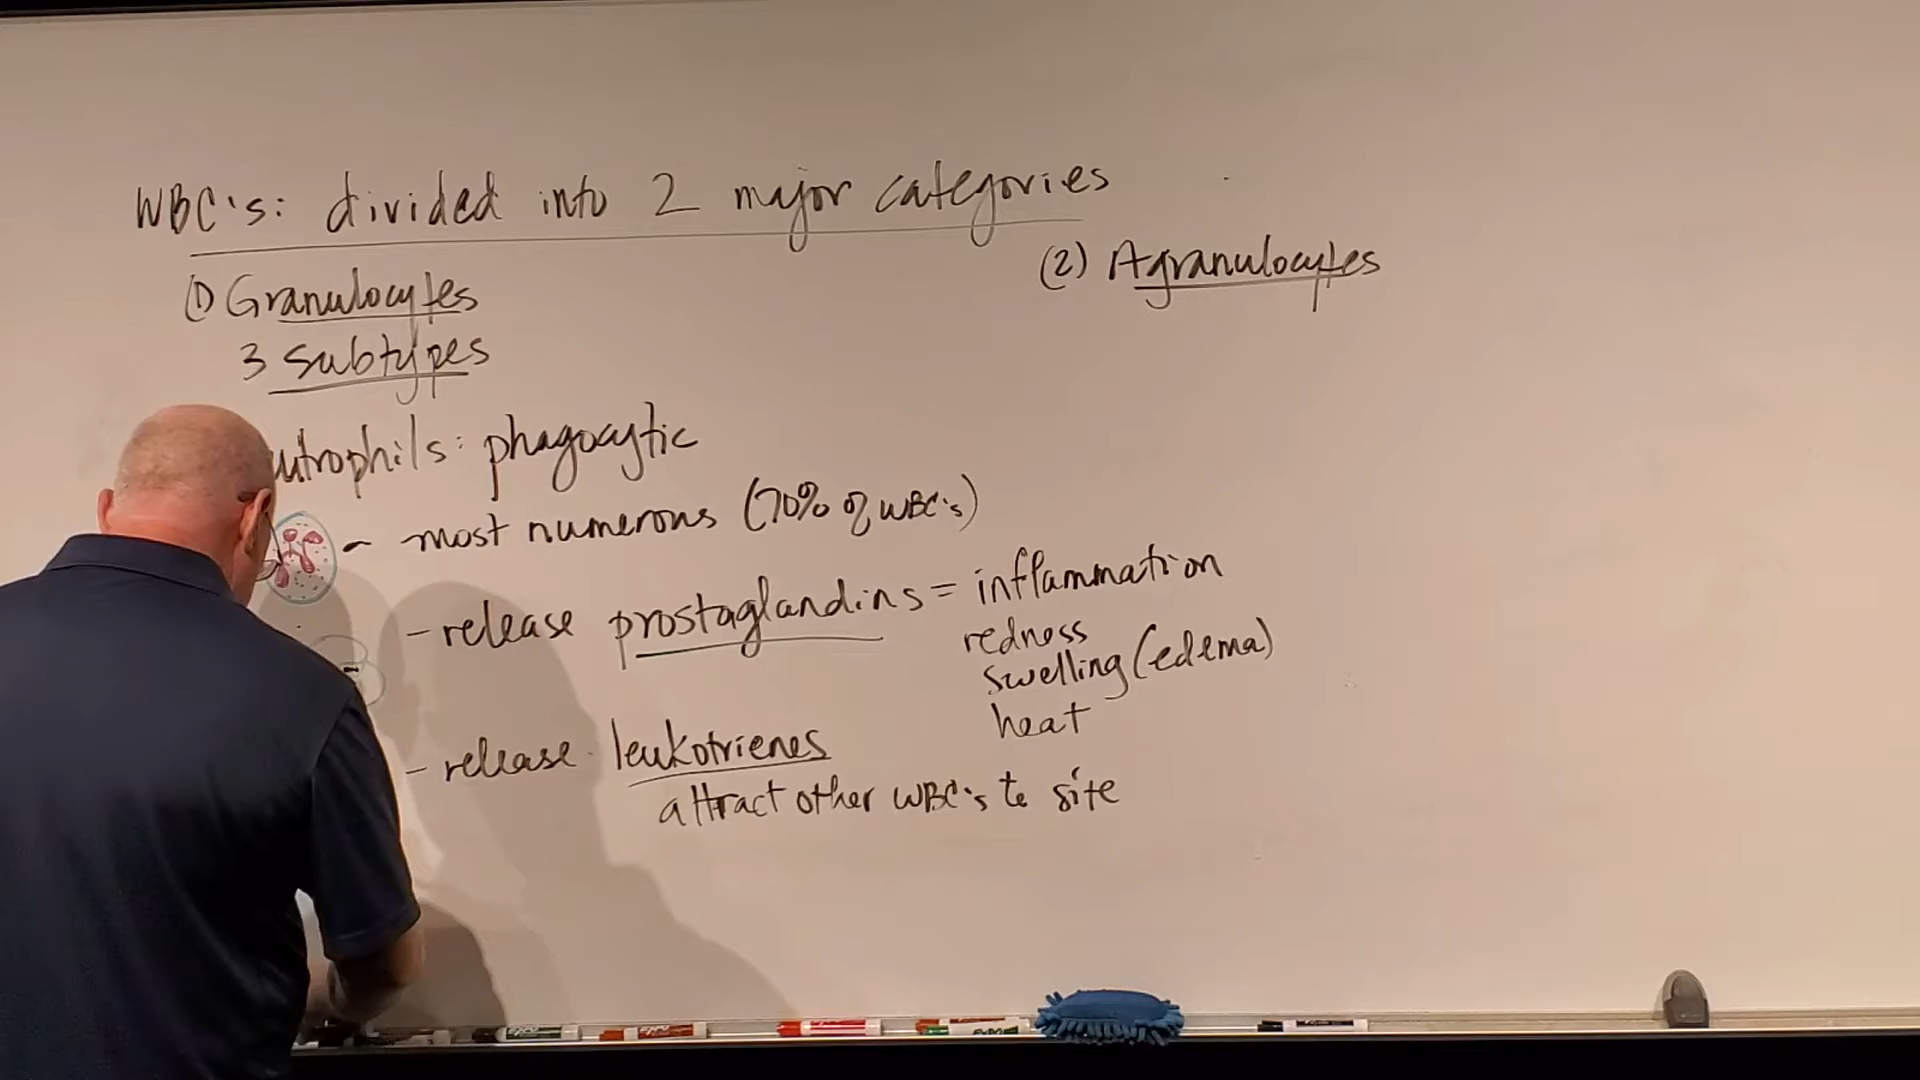 WBC's: divided into 2 major categories
(1) Granulocytes
(2) Agranulocytes
3 subtypes
utrophils: phagocytic
- most numerous (70% of WBC's)
- release prostaglandins = inflammation
redness
swelling (edema)
heat
- release leukotrienes
attract other WBC's to site
EXPO